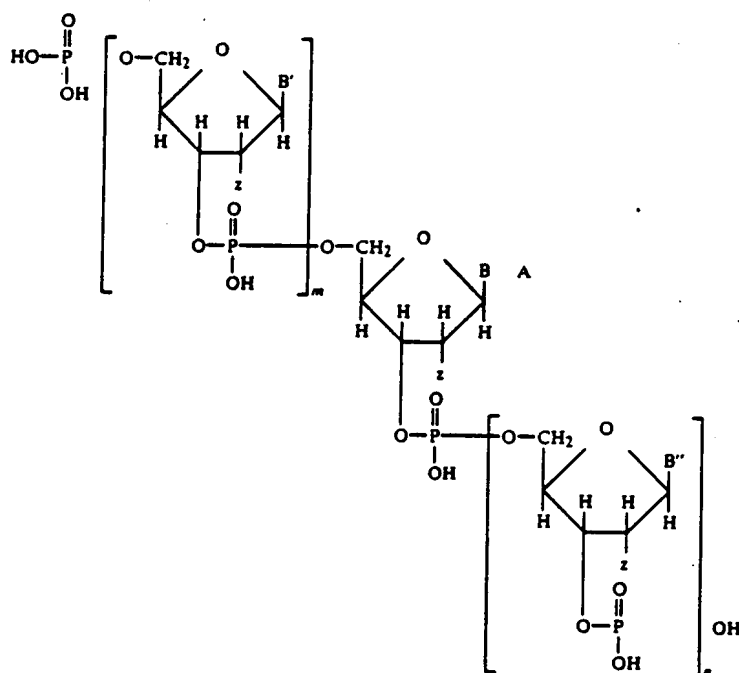 O
HO—P
OH
O—CH₂ O
B'
H H
H H
z
O
O—P—O—CH₂ O
OH
m
B A
H H
H H
z
O
O—P—O—CH₂ O
OH
B''
H H
H H
z
O
O—P OH
OH